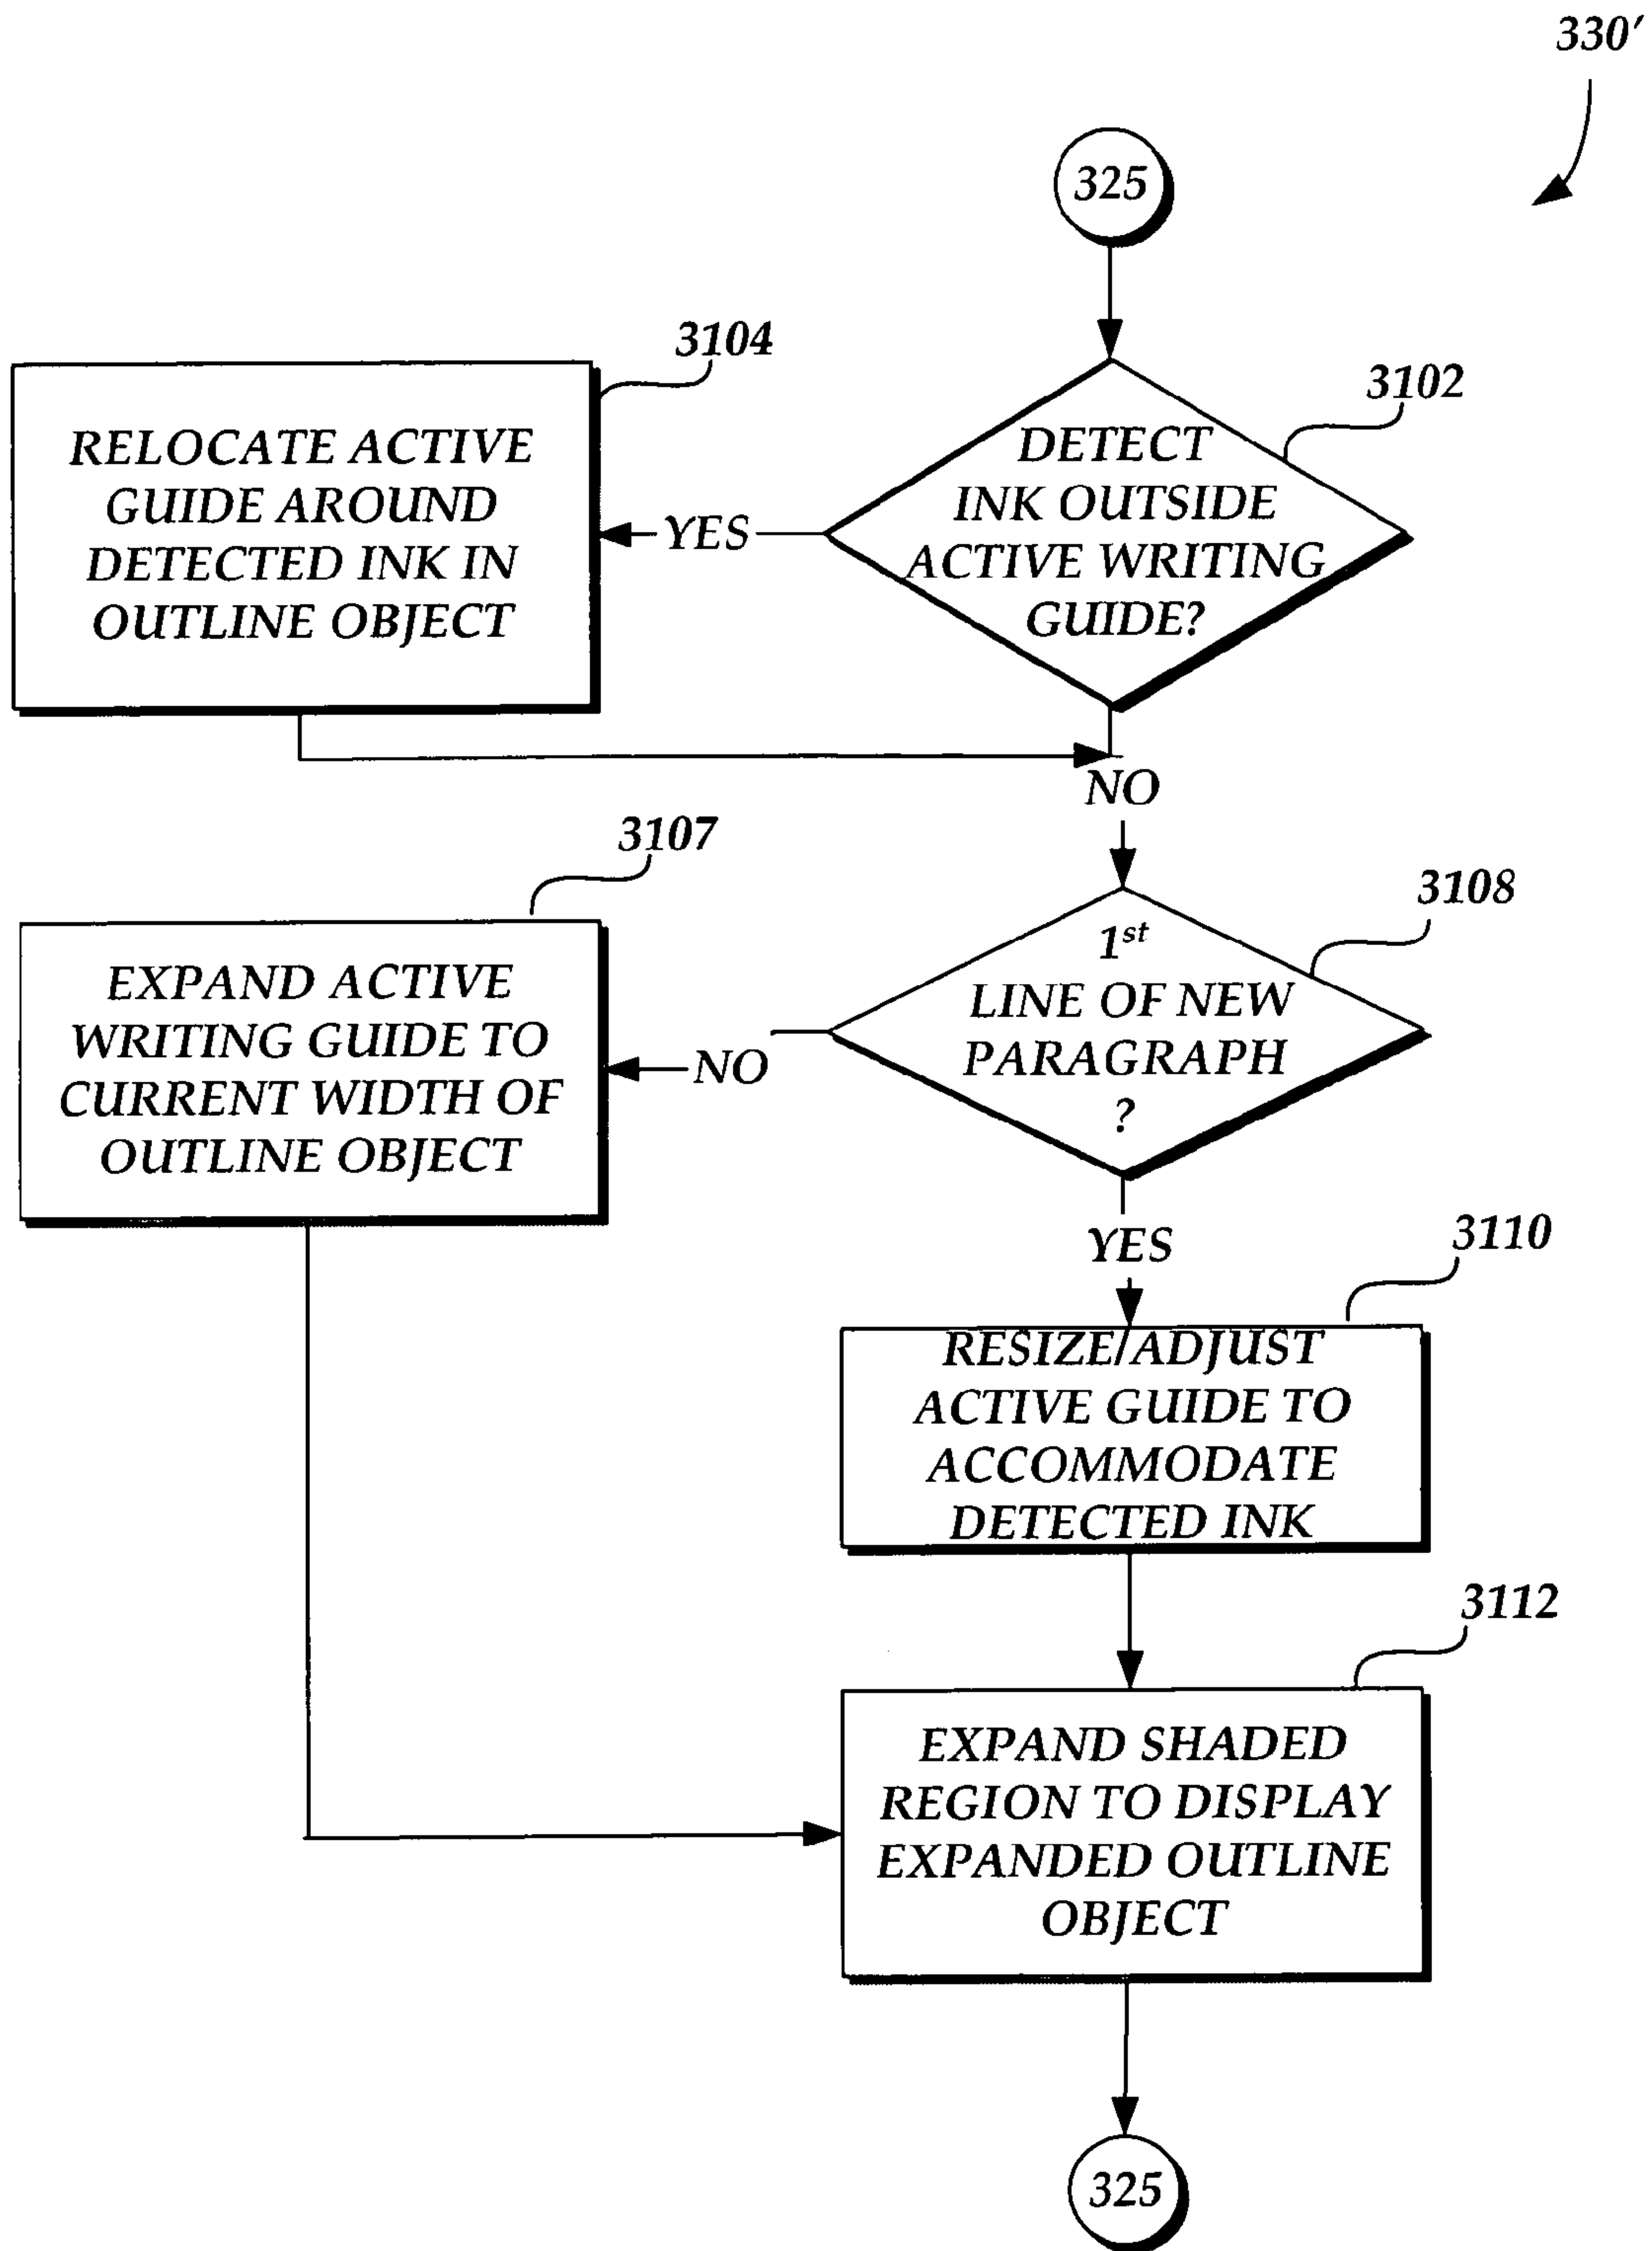 330′
325
3102
DETECT
INK OUTSIDE
ACTIVE WRITING
GUIDE?
YES
3104
RELOCATE ACTIVE
GUIDE AROUND
DETECTED INK IN
OUTLINE OBJECT
NO
3108
1st
LINE OF NEW
PARAGRAPH
?
NO
3107
EXPAND ACTIVE
WRITING GUIDE TO
CURRENT WIDTH OF
OUTLINE OBJECT
YES
3110
RESIZE/ADJUST
ACTIVE GUIDE TO
ACCOMMODATE
DETECTED INK
3112
EXPAND SHADED
REGION TO DISPLAY
EXPANDED OUTLINE
OBJECT
325